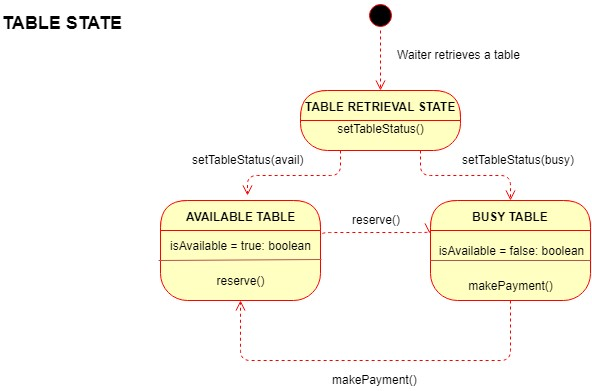 TABLE STATE
Waiter retrieves a table
TABLE RETRIEVAL STATE
setTableStatus()
setTableStatus(avail)
setTableStatus(busy)
AVAILABLE TABLE
isAvailable = true: boolean
reserve()
reserve()
BUSY TABLE
isAvailable = false: boolean
makePayment()
makePayment()